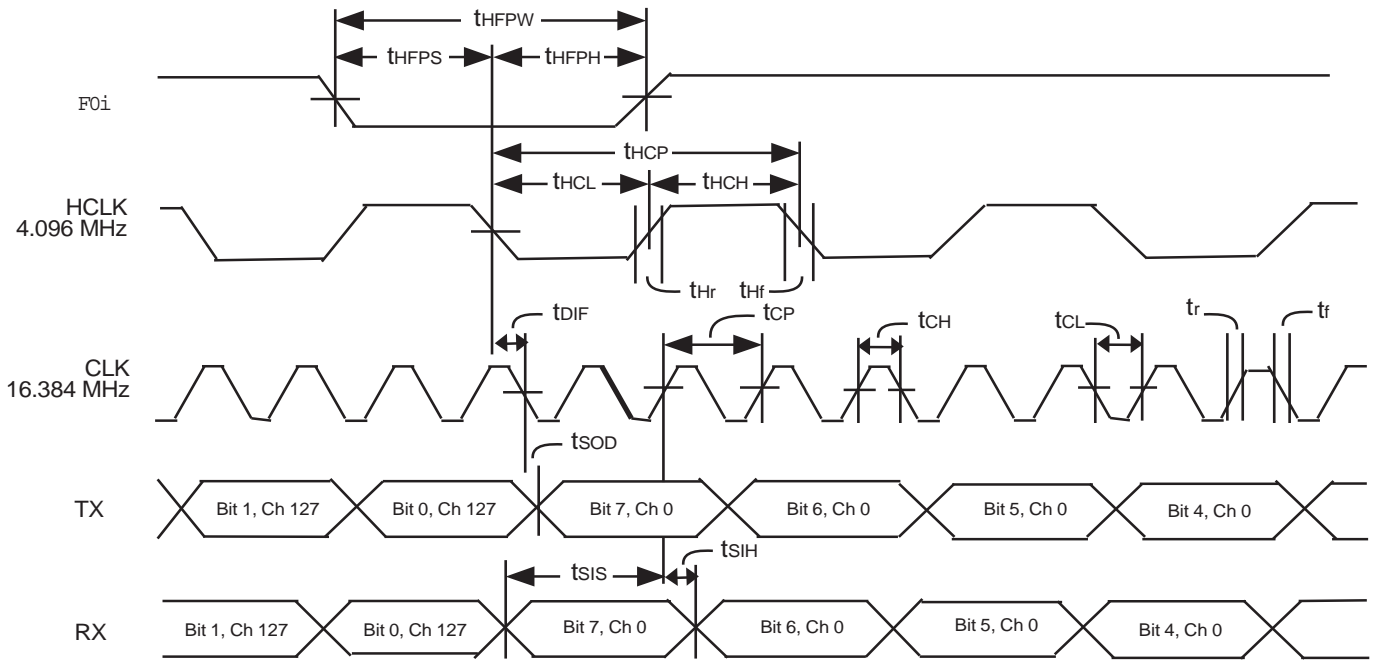 tHFPW
tHFPS
tHFPH
F0i
tHCP
tHCL
tHCH
HCLK
4.096 MHz
tHr
tHf
tDIF
tCP
tCH
tCL
tr
tf
CLK
16.384 MHz
tSOD
TX
Bit 1, Ch 127
Bit 0, Ch 127
Bit 7, Ch 0
Bit 6, Ch 0
Bit 5, Ch 0
Bit 4, Ch 0
tSIH
tSIS
RX
Bit 1, Ch 127
Bit 0, Ch 127
Bit 7, Ch 0
Bit 6, Ch 0
Bit 5, Ch 0
Bit 4, Ch 0